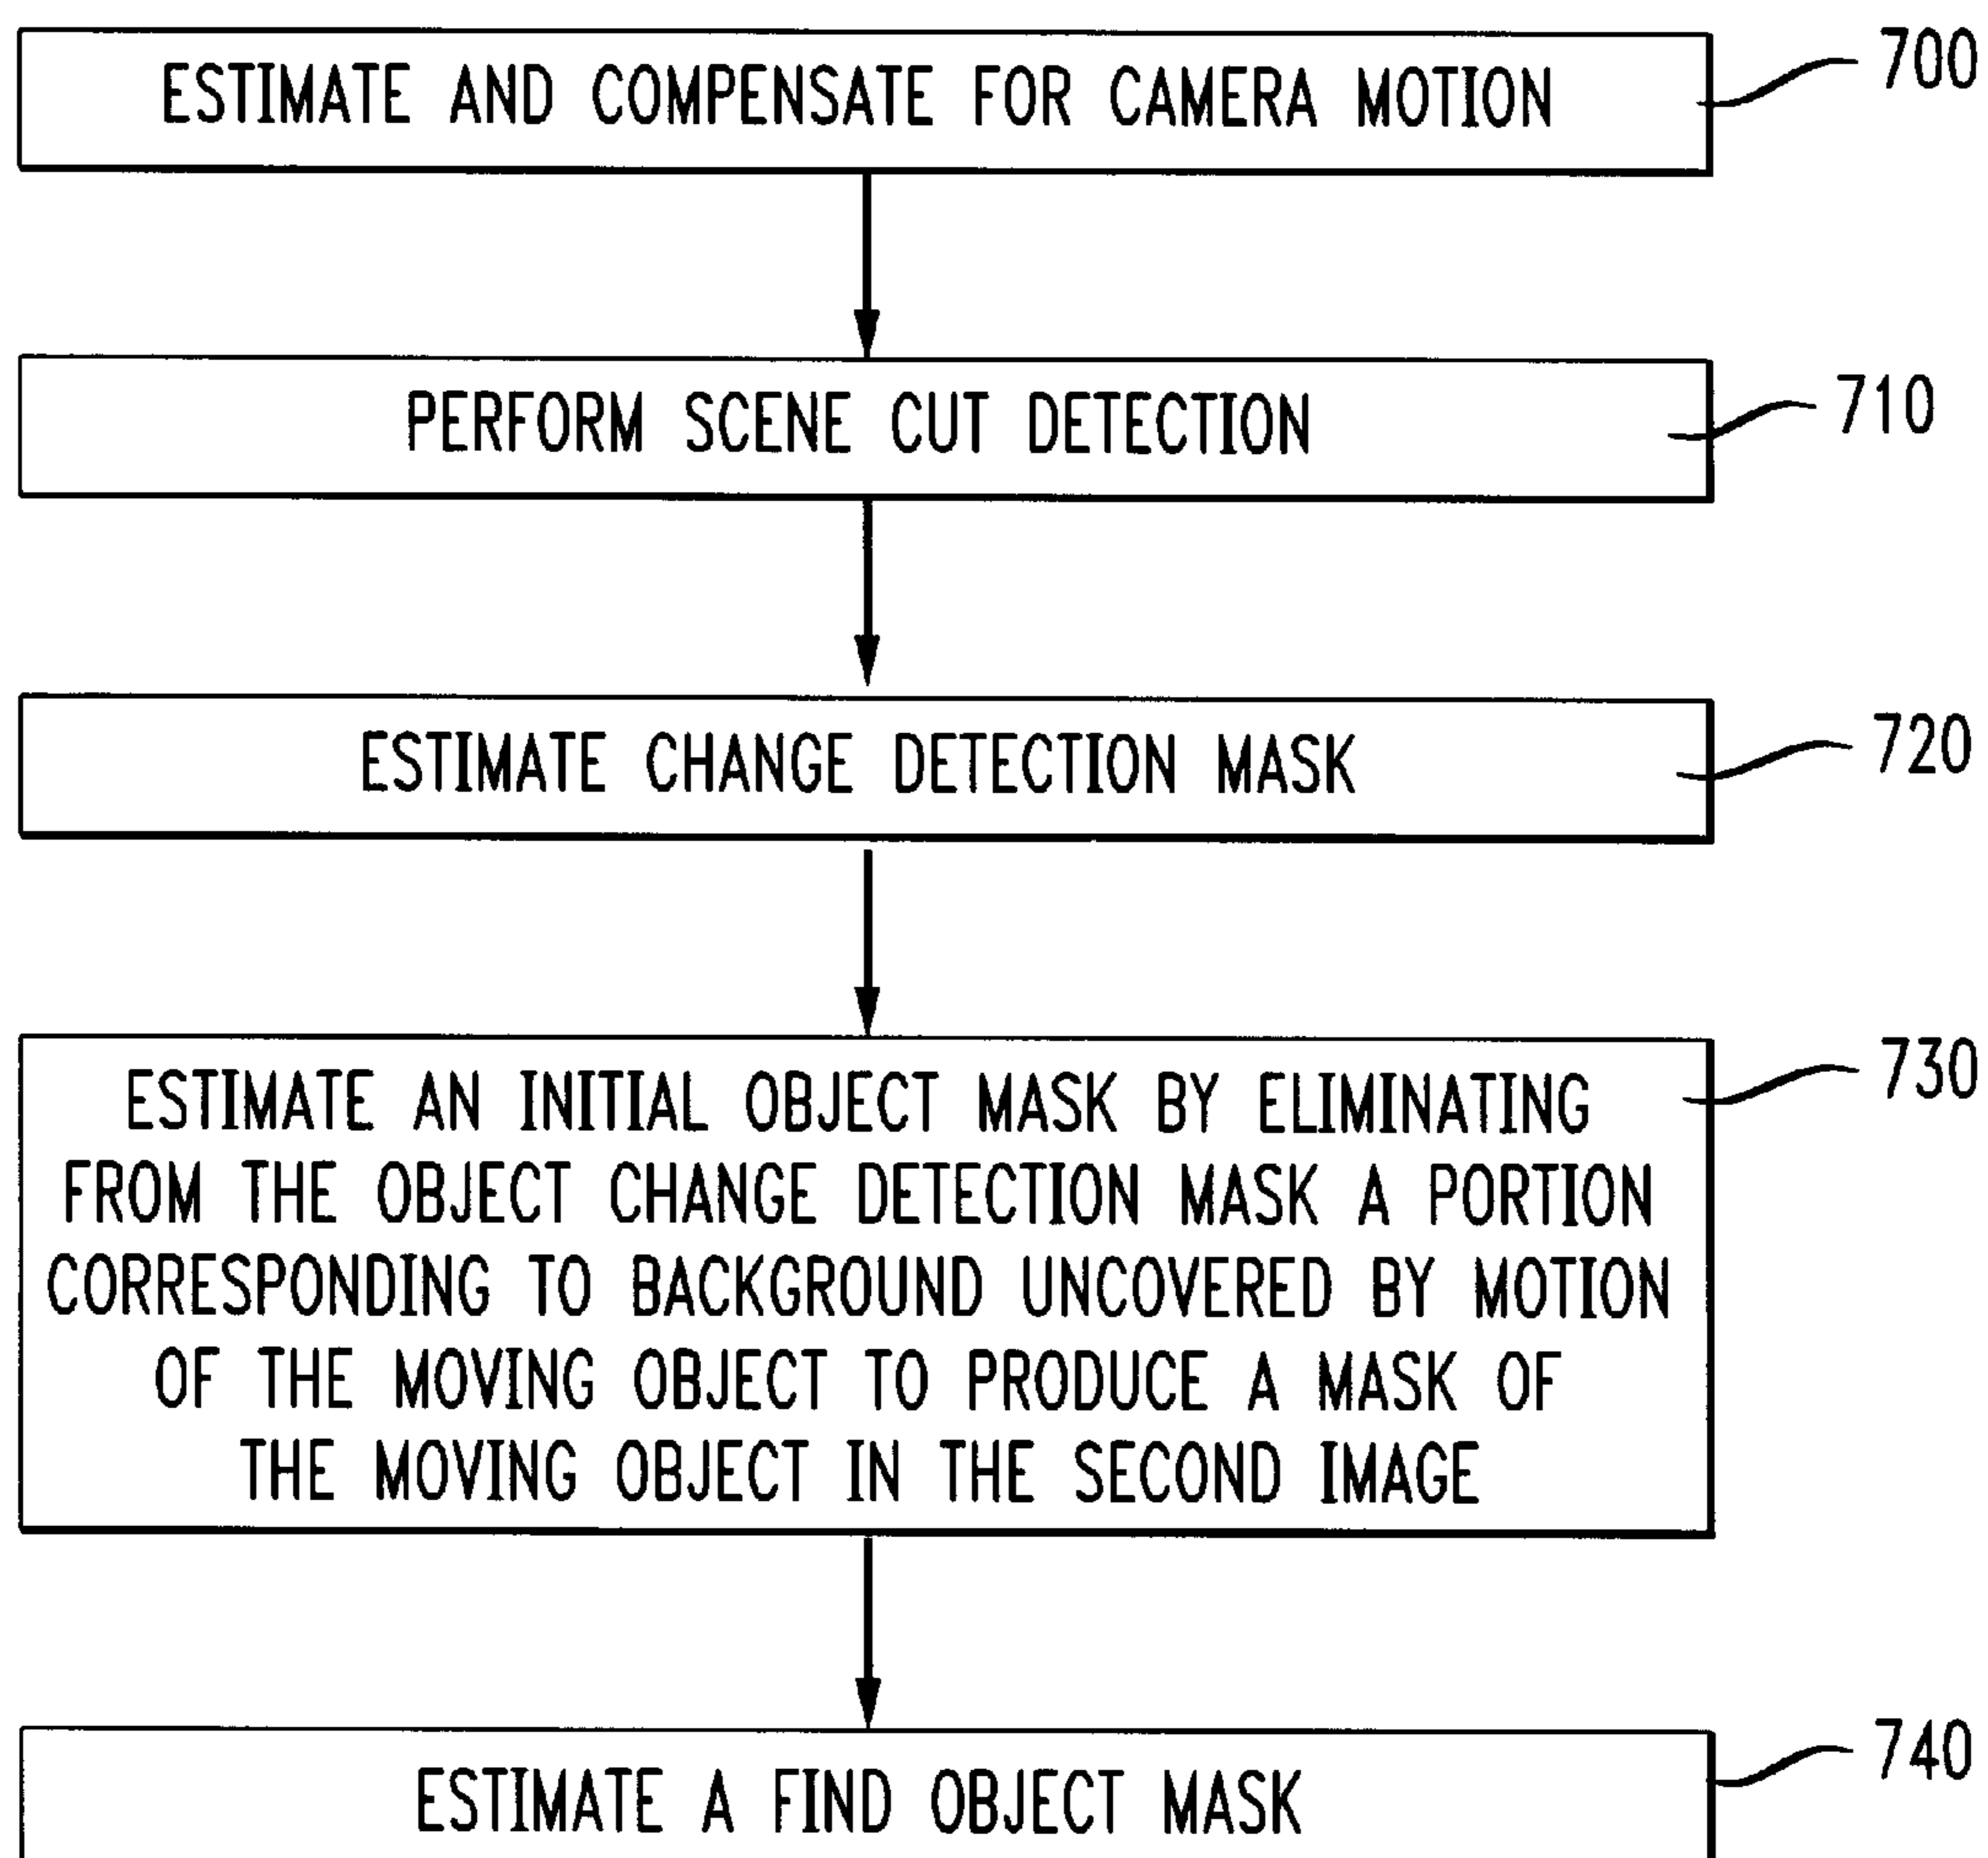 ESTIMATE AND COMPENSATE FOR CAMERA MOTION
700
PERFORM SCENE CUT DETECTION
710
ESTIMATE CHANGE DETECTION MASK
720
ESTIMATE AN INITIAL OBJECT MASK BY ELIMINATING
FROM THE OBJECT CHANGE DETECTION MASK A PORTION
CORRESPONDING TO BACKGROUND UNCOVERED BY MOTION
OF THE MOVING OBJECT TO PRODUCE A MASK OF
THE MOVING OBJECT IN THE SECOND IMAGE
730
ESTIMATE A FIND OBJECT MASK
740